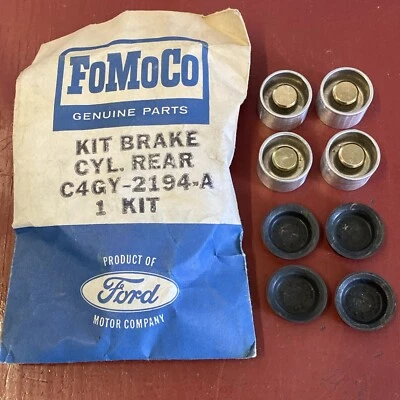 FoMoCo
GENUINE PARTS
KIT BRAKE
CYL. REAR
C4GY-2194-A
1 KIT
PRODUCT OF
Ford
MOTOR COMPANY